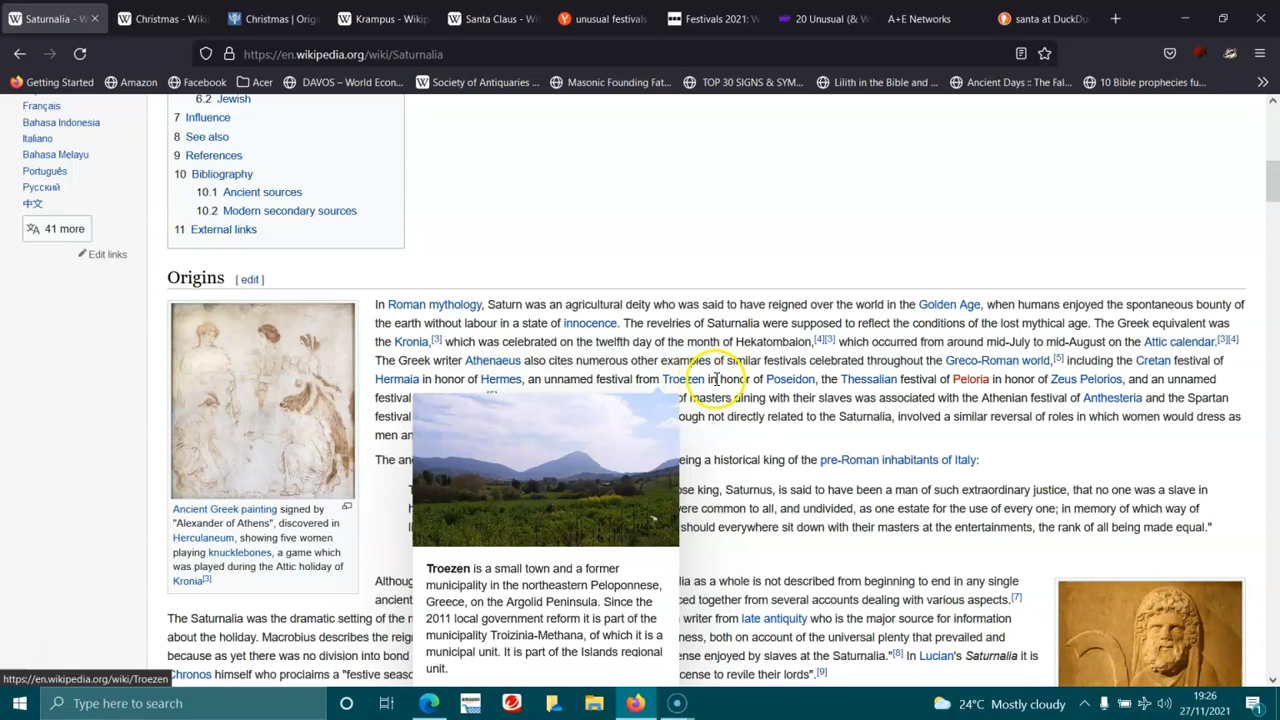 Saturnalia - W
Christmas - Wik
Christmas | Orig
Krampus - Wikip
Santa Claus - Wi
unusual festivals
Festivals 2021: W
20 Unusual (& W
A+E Networks
santa at DuckDu
https://en.wikipedia.org/wiki/Saturnalia
Getting Started
Amazon
Facebook
Acer
DAVOS – World Econ...
Society of Antiquaries ...
Masonic Founding Fat...
TOP 30 SIGNS & SYM...
Lilith in the Bible and ...
Ancient Days :: The Fal...
10 Bible prophecies fu...
Français
Bahasa Indonesia
Italiano
Bahasa Melayu
Português
Русский
中文
41 more
Edit links
6.2 Jewish
7 Influence
8 See also
9 References
10 Bibliography
10.1 Ancient sources
10.2 Modern secondary sources
11 External links
Origins [ edit ]
In Roman mythology, Saturn was an agricultural deity who was said to have reigned over the world in the Golden Age, when humans enjoyed the spontaneous bounty of
the earth without labour in a state of innocence. The revelries of Saturnalia were supposed to reflect the conditions of the lost mythical age. The Greek equivalent was
the Kronia,[3] which was celebrated on the twelfth day of the month of Hekatombaion,[4][3] which occurred from around mid-July to mid-August on the Attic calendar.[3][4]
The Greek writer Athenaeus also cites numerous other examples of similar festivals celebrated throughout the Greco-Roman world,[5] including the Cretan festival of
Hermaia in honor of Hermes, an unnamed festival from Troezen in honor of Poseidon, the Thessalian festival of Peloria in honor of Zeus Pelorios, and an unnamed
festival of masters dining with their slaves was associated with the Athenian festival of Anthesteria and the Spartan
festival ough not directly related to the Saturnalia, involved a similar reversal of roles in which women would dress as
men an
The an eing a historical king of the pre-Roman inhabitants of Italy:
ose king, Saturnus, is said to have been a man of such extraordinary justice, that no one was a slave in
h ere common to all, and undivided, as one estate for the use of every one; in memory of which way of
li should everywhere sit down with their masters at the entertainments, the rank of all being made equal."
Ancient Greek painting signed by
"Alexander of Athens", discovered in
Herculaneum, showing five women
playing knucklebones, a game which
was played during the Attic holiday of
Kronia[3]
Troezen is a small town and a former
municipality in the northeastern Peloponnese,
Greece, on the Argolid Peninsula. Since the
2011 local government reform it is part of the
municipality Troizinia-Methana, of which it is a
municipal unit. It is part of the Islands regional
unit.
Althoug lia as a whole is not described from beginning to end in any single
ancient ced together from several accounts dealing with various aspects.[7]
The Saturnalia was the dramatic setting of the m writer from late antiquity who is the major source for information
about the holiday. Macrobius describes the reig ness, both on account of the universal plenty that prevailed and
because as yet there was no division into bond ense enjoyed by slaves at the Saturnalia."[8] In Lucian's Saturnalia it is
Chronos himself who proclaims a "festive seaso cense to revile their lords".[9]
https://en.wikipedia.org/wiki/Troezen
Type here to search
24°C Mostly cloudy
19:26
27/11/2021